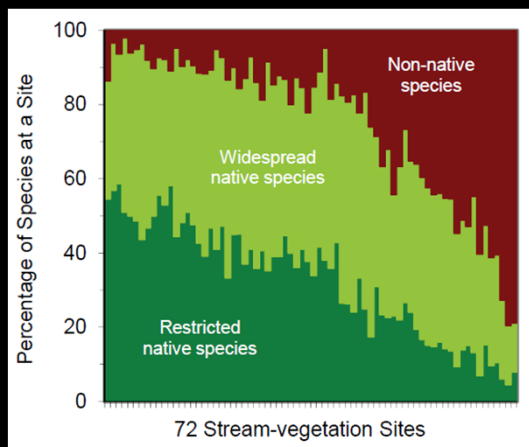 Percentage of Species at a Site
100
80
60
40
20
0
Non-native
species
Widespread
native species
Restricted
native species
72 Stream-vegetation Sites